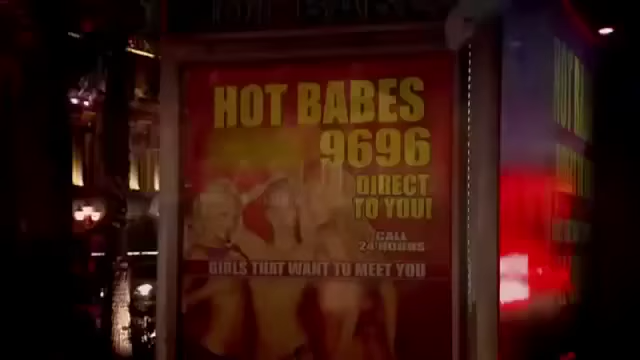 HOT BABES
9696
DIRECT
TO YOU!
CALL
24 HOURS
GIRLS THAT WANT TO MEET YOU